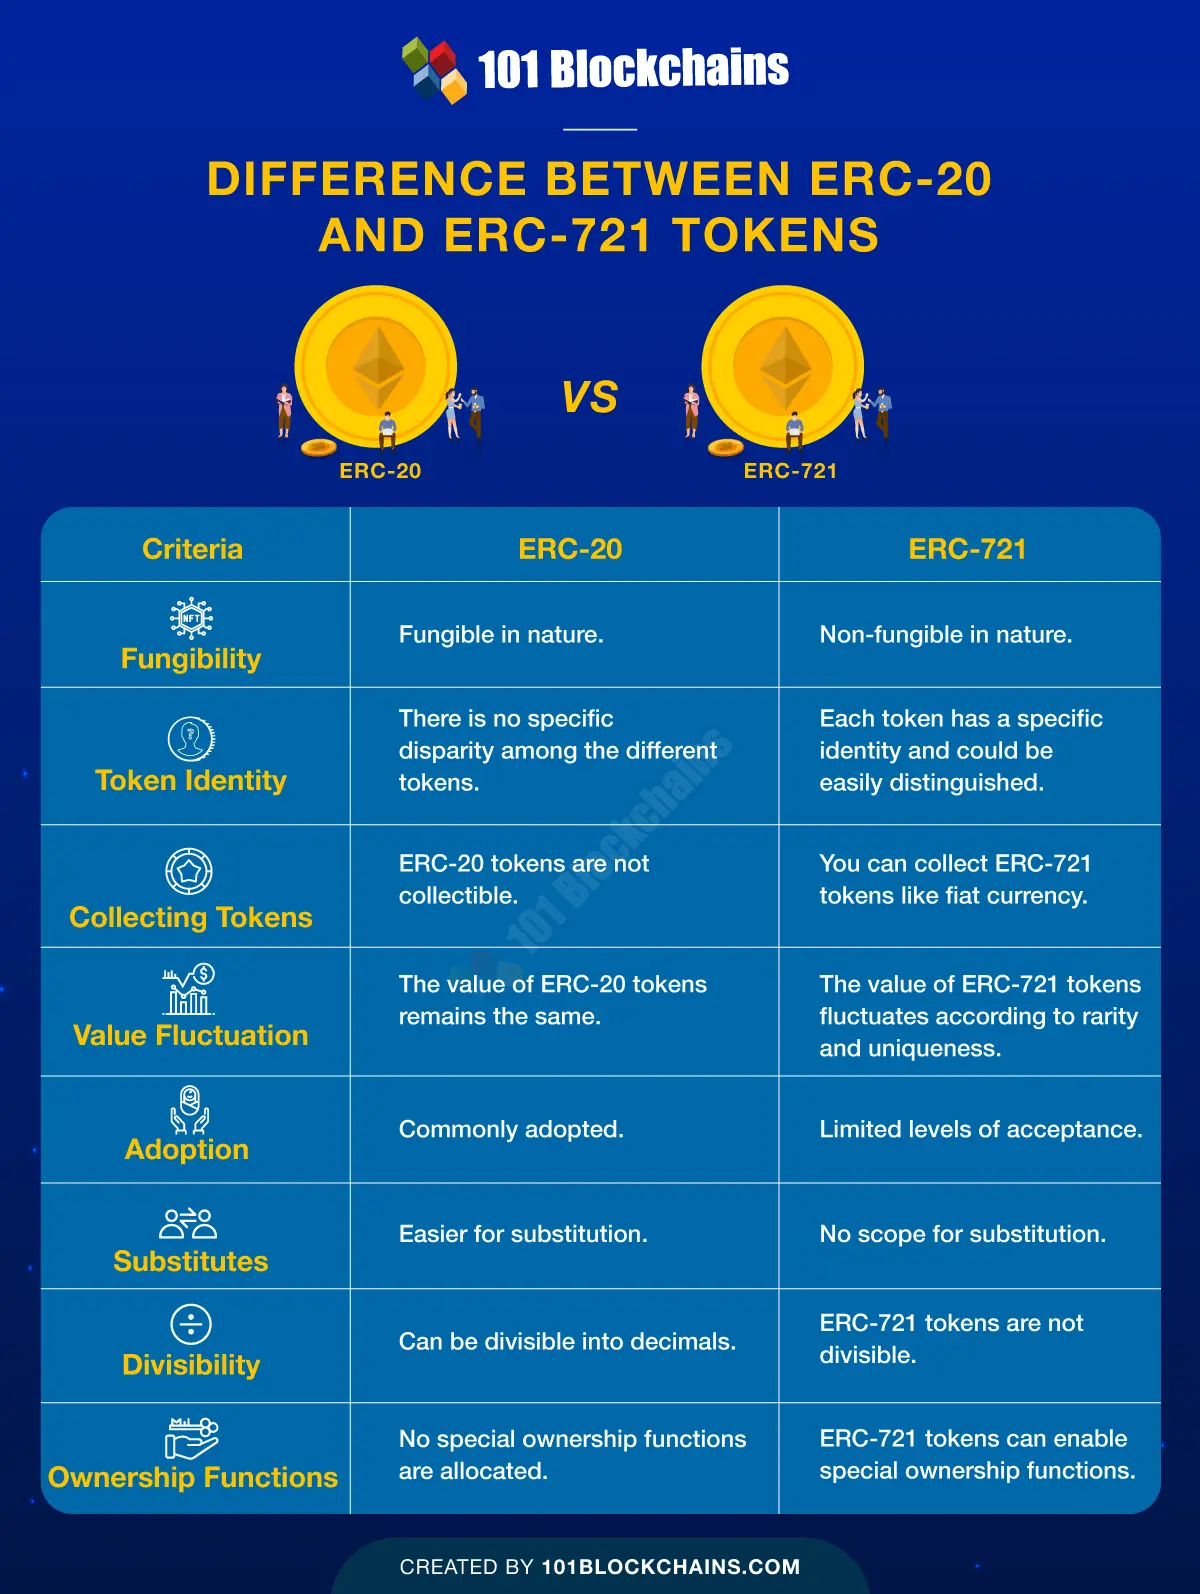 101 Blockchains
DIFFERENCE BETWEEN ERC-20
AND ERC-721 TOKENS
VS
ERC-20
ERC-721
Criteria
ERC-20
ERC-721
NFT
Fungibility
Fungible in nature.
Non-fungible in nature.
?
Token Identity
There is no specific
disparity among the different
tokens.
Each token has a specific
identity and could be
easily distinguished.
Collecting Tokens
ERC-20 tokens are not
collectible.
You can collect ERC-721
tokens like fiat currency.
$
Value Fluctuation
The value of ERC-20 tokens
remains the same.
The value of ERC-721 tokens
fluctuates according to rarity
and uniqueness.
Adoption
Commonly adopted.
Limited levels of acceptance.
Substitutes
Easier for substitution.
No scope for substitution.
Divisibility
Can be divisible into decimals.
ERC-721 tokens are not
divisible.
Ownership Functions
No special ownership functions
are allocated.
ERC-721 tokens can enable
special ownership functions.
101 Blockchains
CREATED BY 101BLOCKCHAINS.COM